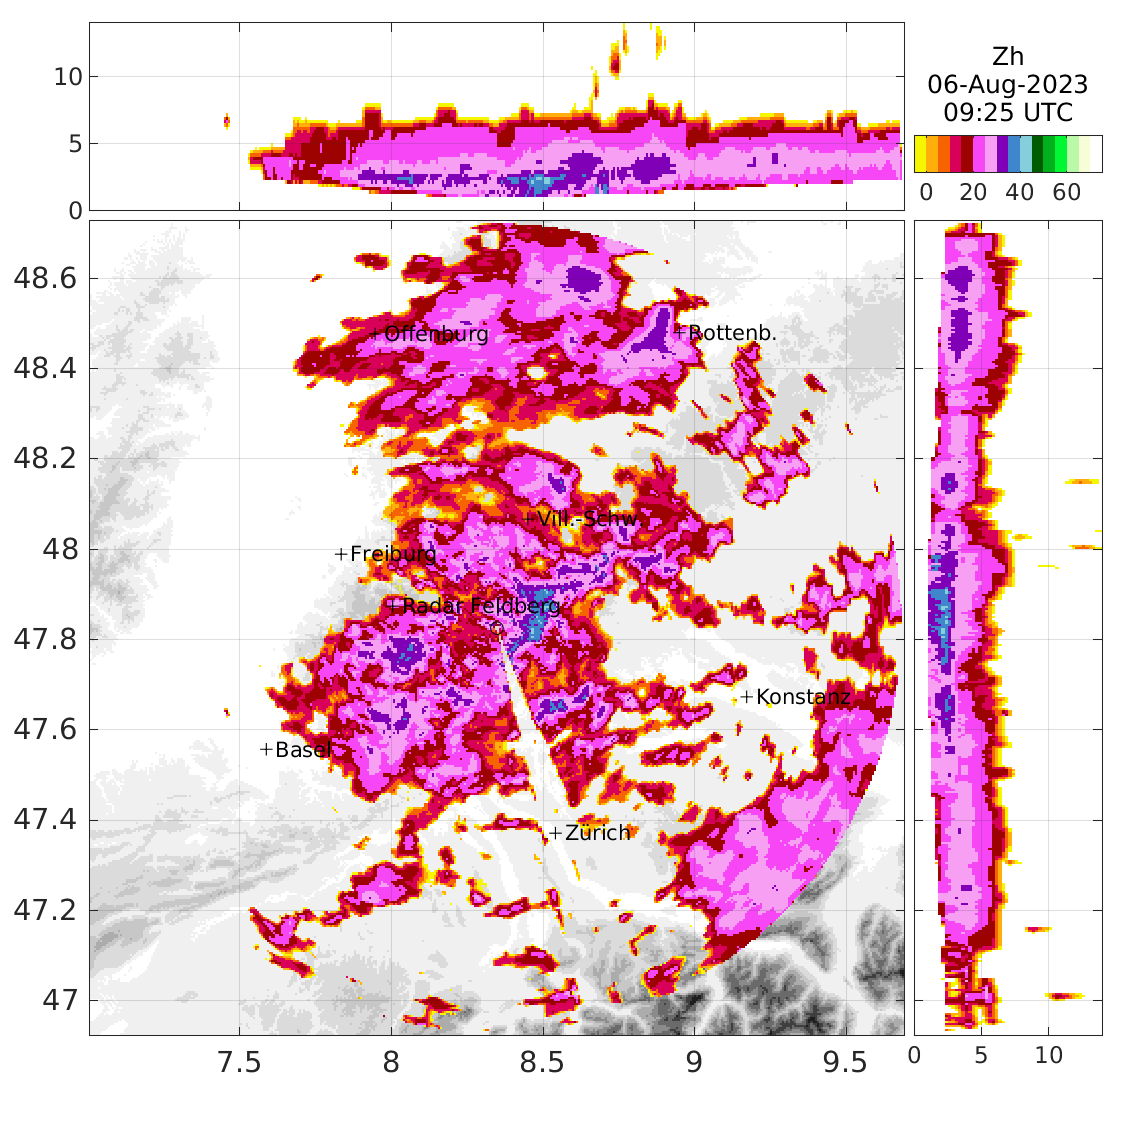 10
5
0
Zh
06-Aug-2023
09:25 UTC
0 20 40 60
48.6
48.4
48.2
48
47.8
47.6
47.4
47.2
47
+Offenburg
+Rottenb.
+Vill.-Schw.
+Freiburg
+Radar Feldberg
+Konstanz
+Basel
+Zürich
7.5 8 8.5 9 9.5
0 5 10